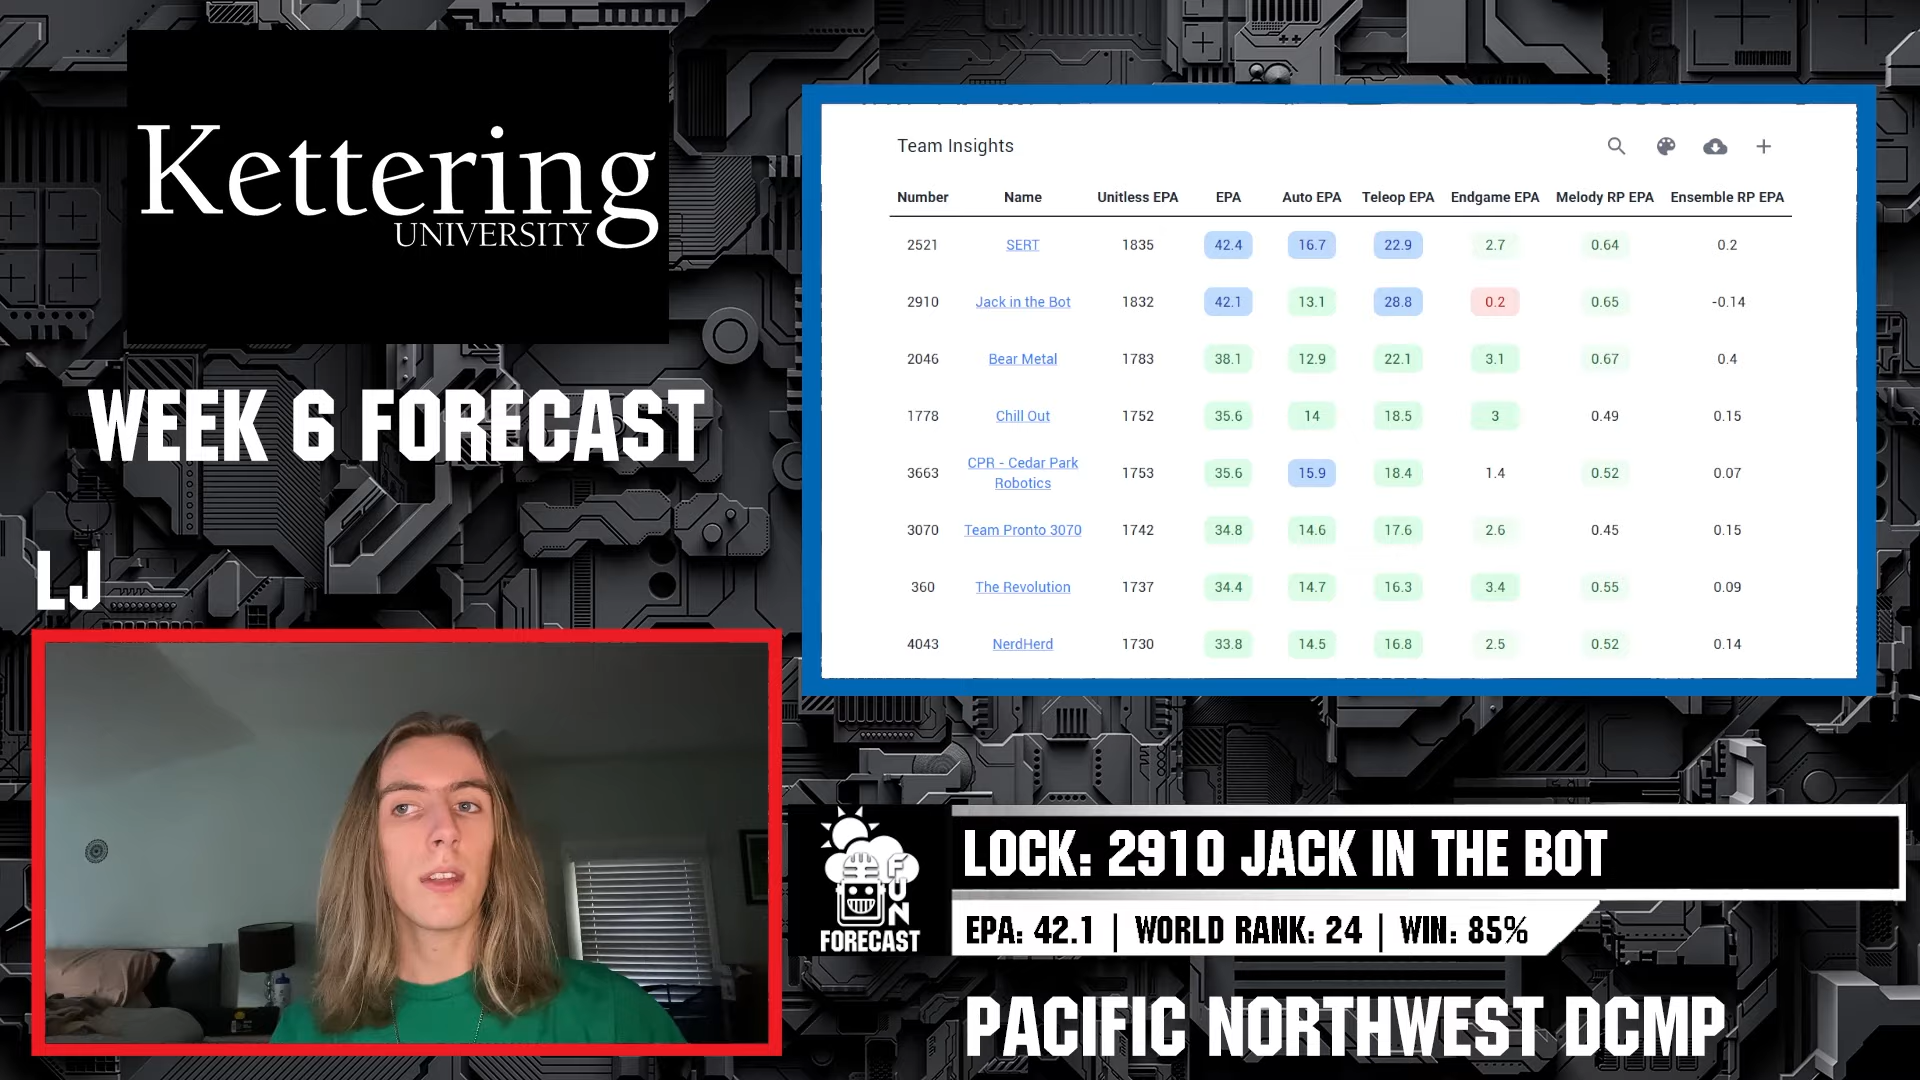 Kettering
UNIVERSITY
WEEK 6 FORECAST
LJ
Team Insights
Number Name Unitless EPA EPA Auto EPA Teleop EPA Endgame EPA Melody RP EPA Ensemble RP EPA
2521 SERT 1835 42.4 16.7 22.9 2.7 0.64 0.2
2910 Jack in the Bot 1832 42.1 13.1 28.8 0.2 0.65 -0.14
2046 Bear Metal 1783 38.1 12.9 22.1 3.1 0.67 0.4
1778 Chill Out 1752 35.6 14 18.5 3 0.49 0.15
3663 CPR - Cedar Park Robotics 1753 35.6 15.9 18.4 1.4 0.52 0.07
3070 Team Pronto 3070 1742 34.8 14.6 17.6 2.6 0.45 0.15
360 The Revolution 1737 34.4 14.7 16.3 3.4 0.55 0.09
4043 NerdHerd 1730 33.8 14.5 16.8 2.5 0.52 0.14
FUN
FORECAST
LOCK: 2910 JACK IN THE BOT
EPA: 42.1 | WORLD RANK: 24 | WIN: 85%
PACIFIC NORTHWEST DCMP